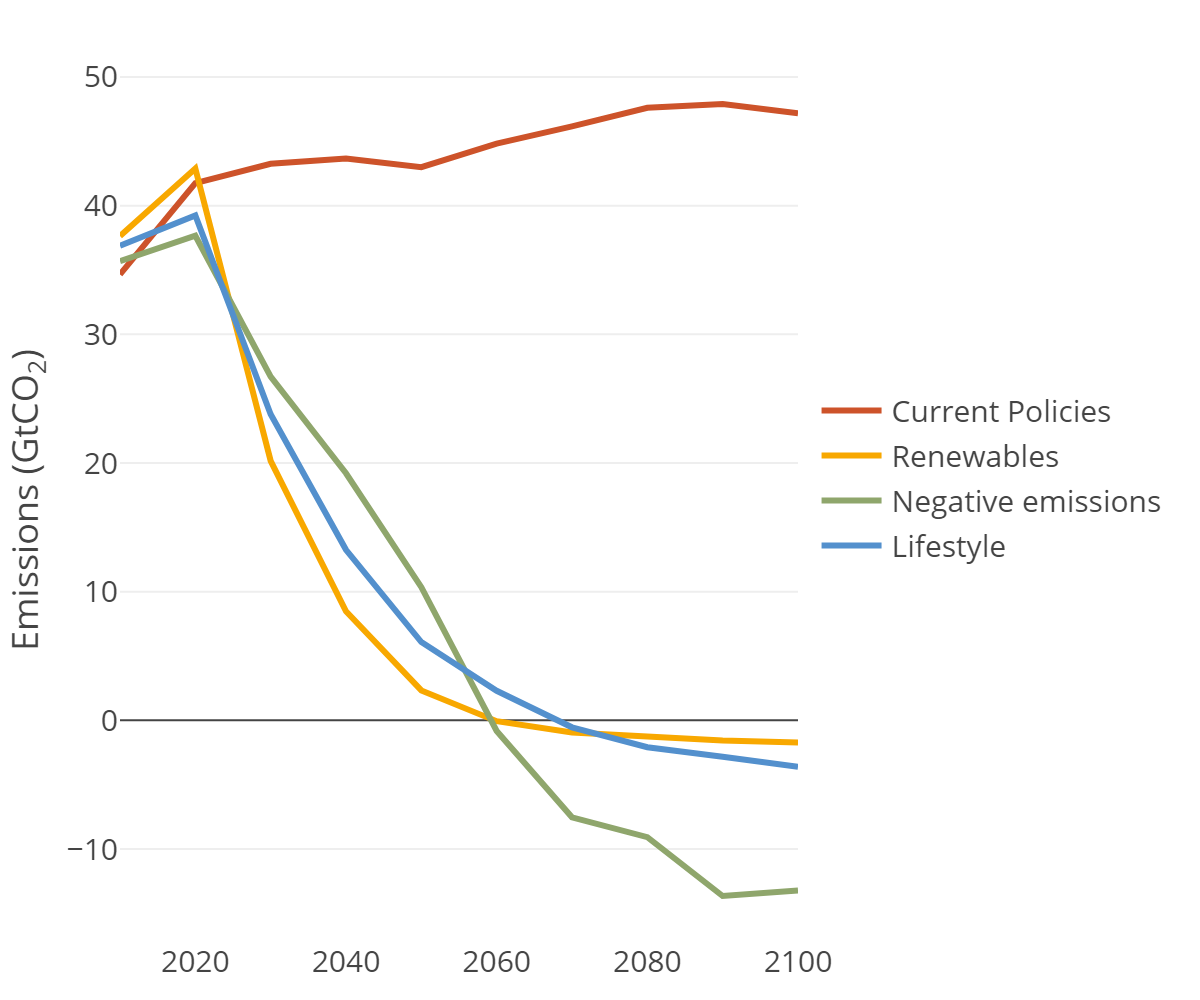 50
40
30
20
10
0
−10
Emissions (GtCO₂)
2020
2040
2060
2080
2100
Current Policies
Renewables
Negative emissions
Lifestyle